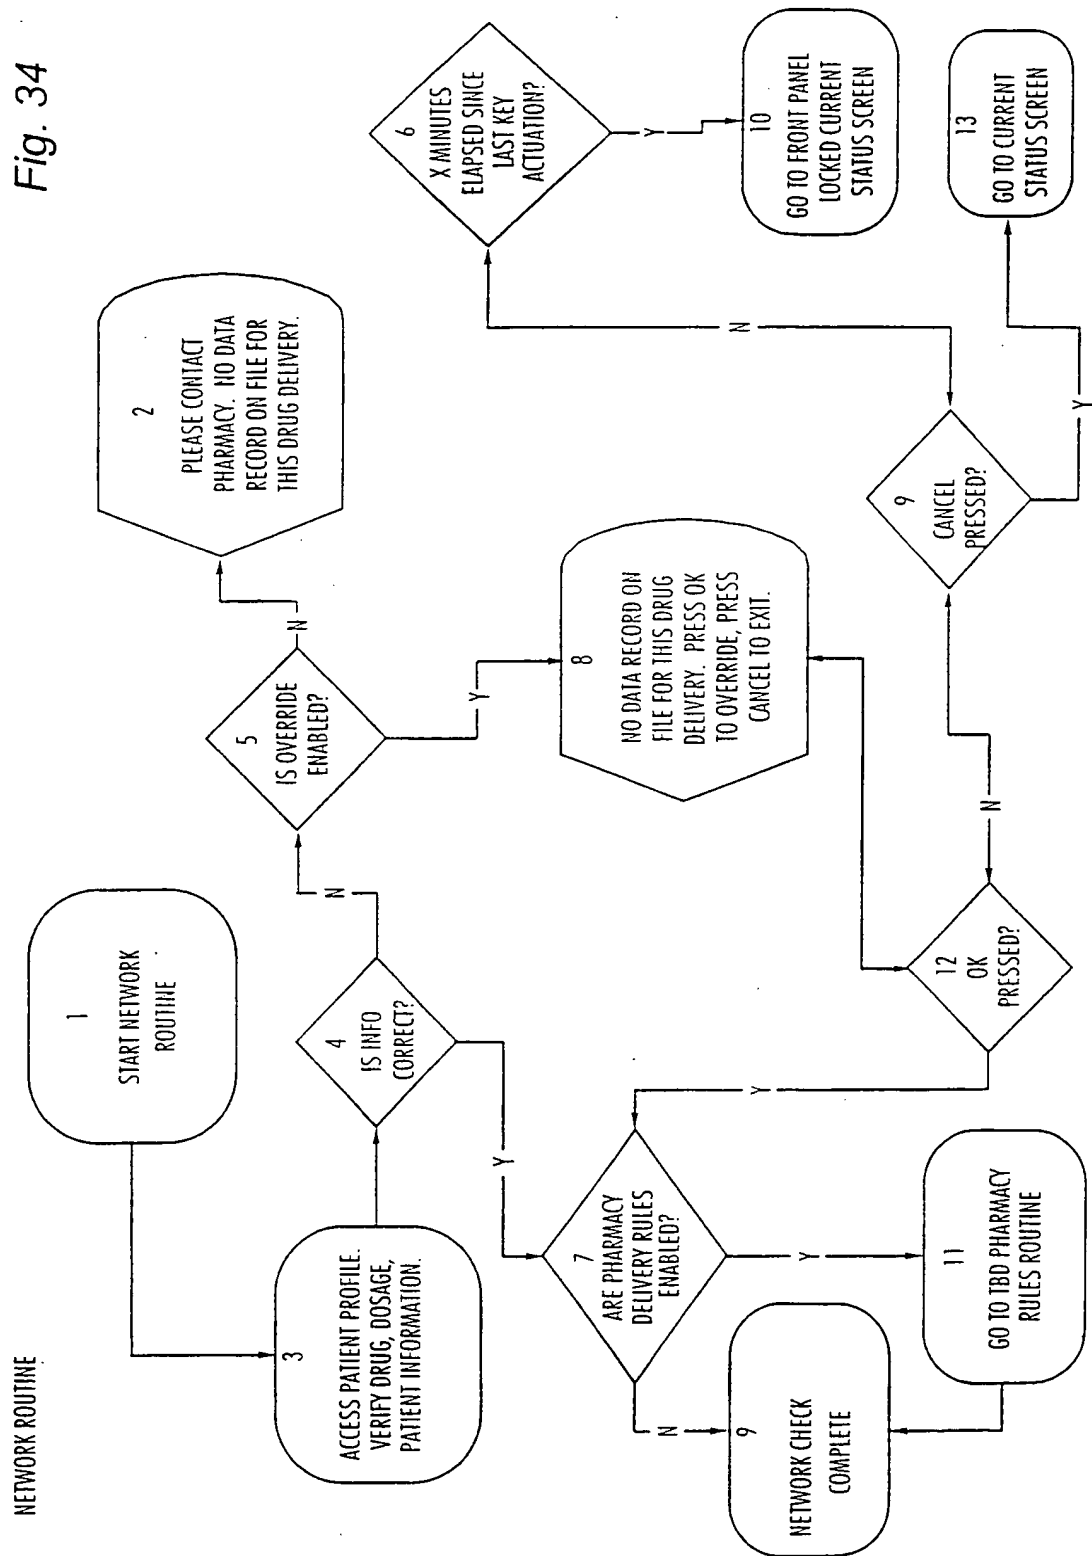 Fig. 34
NETWORK ROUTINE
1
START NETWORK
ROUTINE
3
ACCESS PATIENT PROFILE.
VERIFY DRUG, DOSAGE,
PATIENT INFORMATION.
4
IS INFO
CORRECT?
N
Y
5
IS OVERRIDE
ENABLED?
N
Y
2
PLEASE CONTACT
PHARMACY. NO DATA
RECORD ON FILE FOR
THIS DRUG DELIVERY.
8
NO DATA RECORD ON
FILE FOR THIS DRUG
DELIVERY. PRESS OK
TO OVERRIDE, PRESS
CANCEL TO EXIT.
7
ARE PHARMACY
DELIVERY RULES
ENABLED?
N
Y
9
NETWORK CHECK
COMPLETE
11
GO TO TBD PHARMACY
RULES ROUTINE
12
OK
PRESSED?
Y
N
9
CANCEL
PRESSED?
N
Y
6
X MINUTES
ELAPSED SINCE
LAST KEY
ACTUATION?
Y
10
GO TO FRONT PANEL
LOCKED CURRENT
STATUS SCREEN
13
GO TO CURRENT
STATUS SCREEN